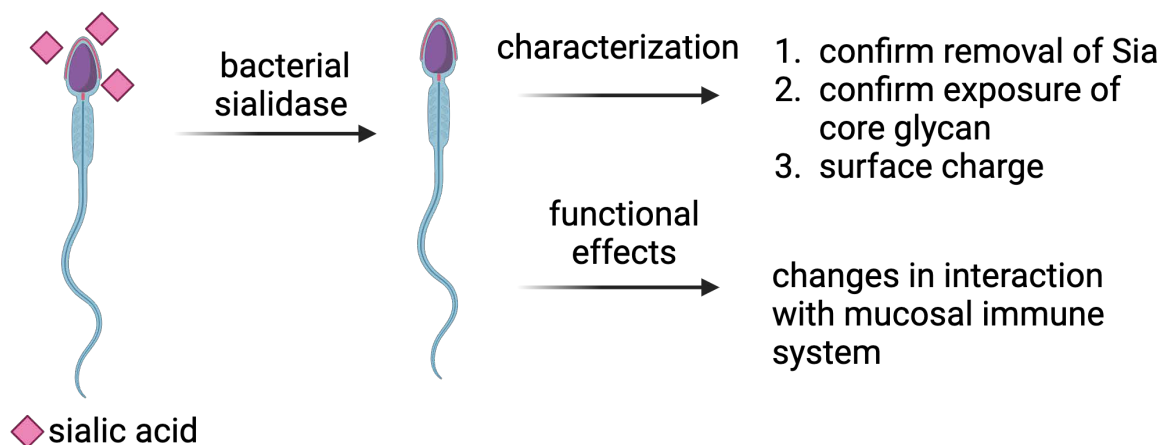 bacterial
sialidase
characterization
1. confirm removal of Sia
2. confirm exposure of
core glycan
3. surface charge
functional
effects
changes in interaction
with mucosal immune
system
sialic acid